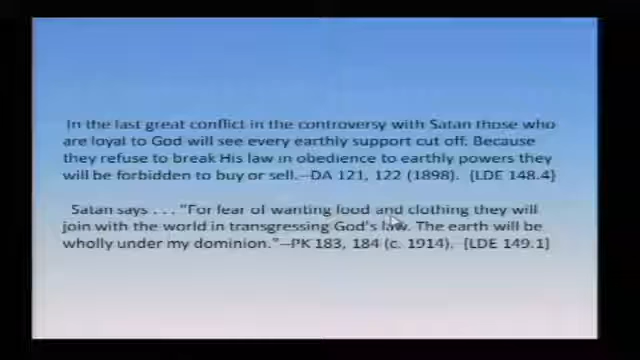 In the last great conflict in the controversy with Satan those who
are loyal to God will see every earthly support cut off. Because
they refuse to break His law in obedience to earthly powers they
will be forbidden to buy or sell.--DA 121, 122 (1898). {LDE 148.4}
Satan says . . . "For fear of wanting food and clothing they will
join with the world in transgressing God's law. The earth will be
wholly under my dominion."--PK 183, 184 (c. 1914). {LDE 149.1}